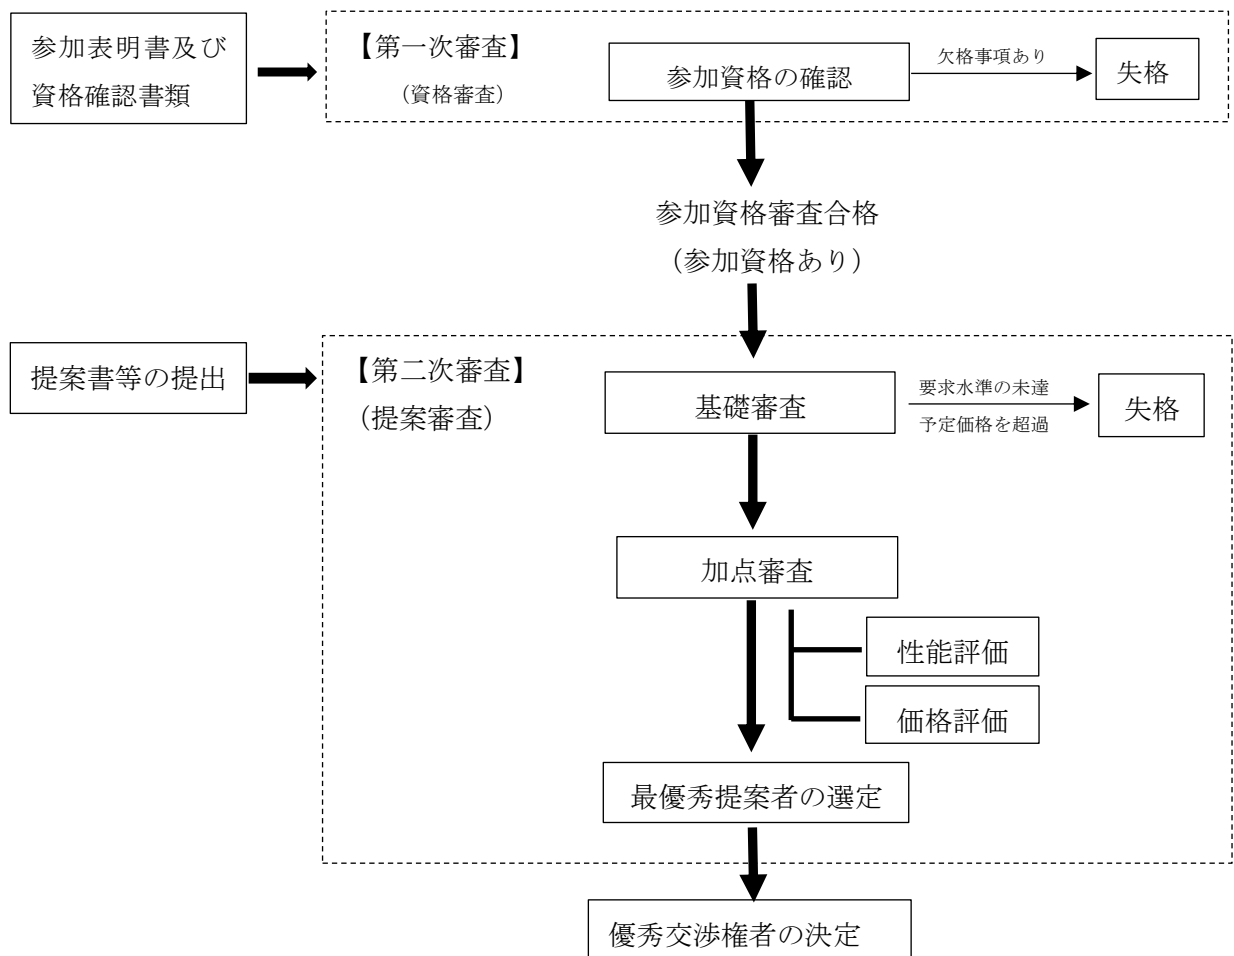 参加表明書及び
資格確認書類
【第一次審査】
（資格審査）
参加資格の確認
欠格事項あり
失格
参加資格審査合格
（参加資格あり）
提案書等の提出
【第二次審査】
（提案審査）
基礎審査
要求水準の未達
予定価格を超過
失格
加点審査
性能評価
価格評価
最優秀提案者の選定
優秀交渉権者の決定